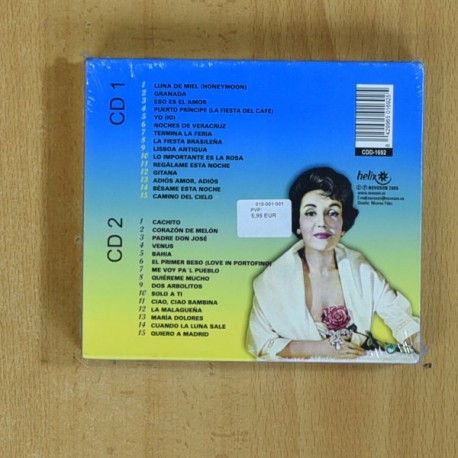 CD 1
1 LUNA DE MIEL (HONEYMOON)
2 GRANADA
3 ESO ES EL AMOR
4 PUERTO PRÍNCIPE (LA FIESTA DEL CAFÉ)
5 YO (IO)
6 NOCHES DE VERACRUZ
7 TERMINA LA FERIA
8 LA FIESTA BRASILEÑA
9 LISBOA ANTIGUA
10 LO IMPORTANTE ES LA ROSA
11 REGÁLAME ESTA NOCHE
12 GITANA
13 ADIÓS AMOR, ADIÓS
14 BÉSAME ESTA NOCHE
15 CAMINO DEL CIELO
CD 2
1 CACHITO
2 CORAZÓN DE MELÓN
3 PADRE DON JOSÉ
4 VENUS
5 BAHIA
6 EL PRIMER BESO (LOVE IN PORTOFINO)
7 ME VOY PA'L PUEBLO
8 QUIÉREME MUCHO
9 DOS ARBOLITOS
10 SOLO A TI
11 CIAO, CIAO BAMBINA
12 LA MALAGUEÑA
13 MARÍA DOLORES
14 CUANDO LA LUNA SALE
15 QUIERO A MADRID
CDD-1692
helix
PVP:
5,95 EUR